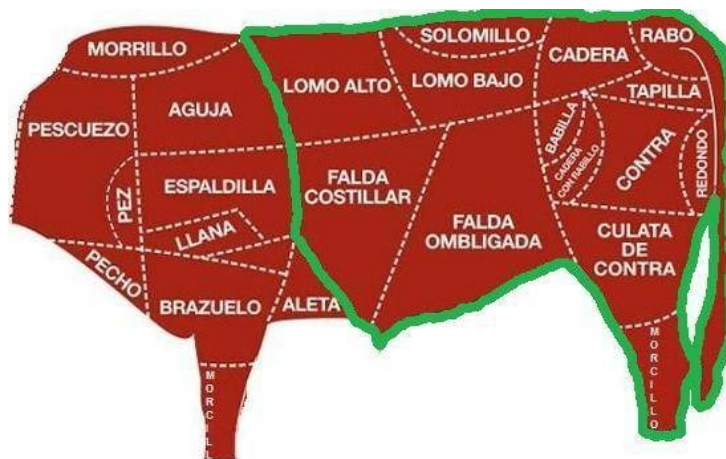 MORRILLO
SOLOMILLO
RABO
CADERA
LOMO ALTO
LOMO BAJO
TAPILLA
AGUJA
PESCUEZO
BABILLA
CADERA
CON RABILLO
CONTRA
REDONDO
PEZ
ESPALDILLA
FALDA
COSTILLAR
LLANA
FALDA
OMBLIGADA
CULATA
DE
CONTRA
PECHO
BRAZUELO
ALETA
MORCILLO
MORCILL